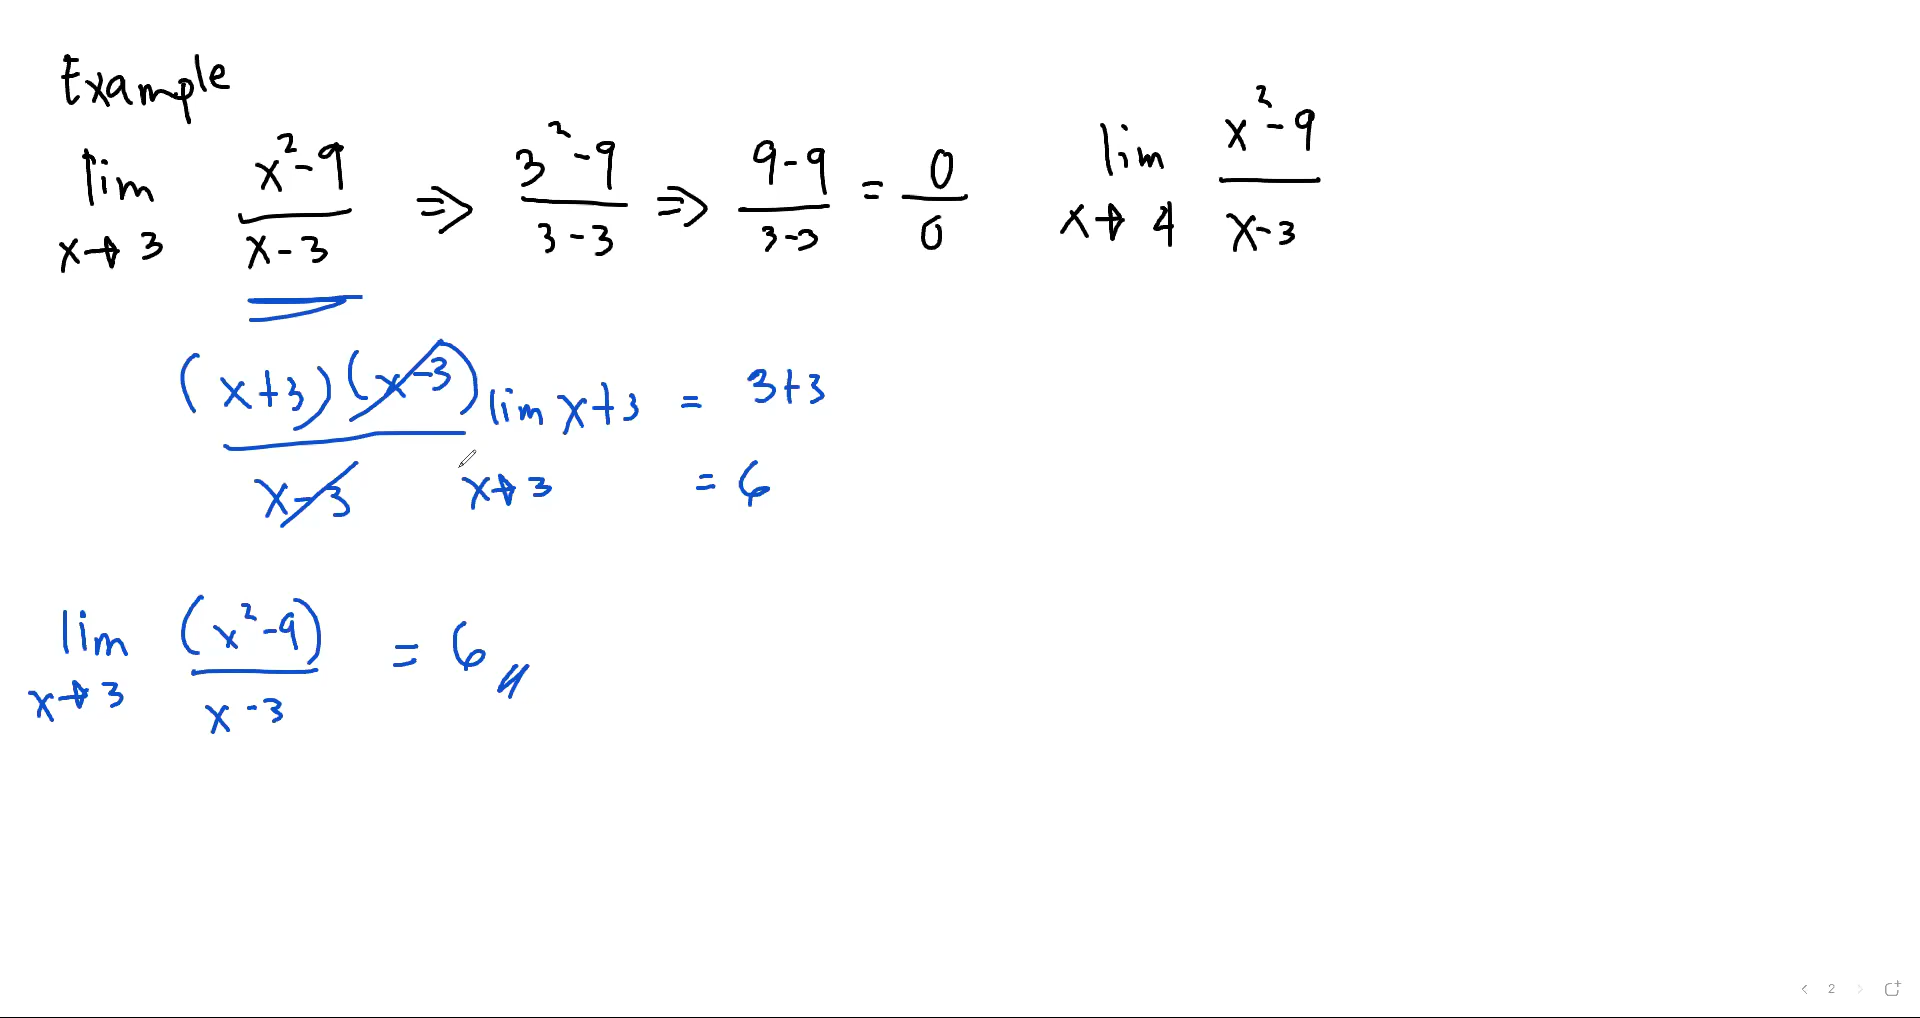 Example
lim x→3 (x²-9)/(x-3) ⇒ (3²-9)/(3-3) ⇒ (9-9)/(3-3) = 0/0
lim x→4 (x²-9)/(x-3)
(x+3)(x-3)/(x-3)
lim x→3 x+3 = 3+3
= 6
lim x→3 (x²-9)/(x-3) = 6
2